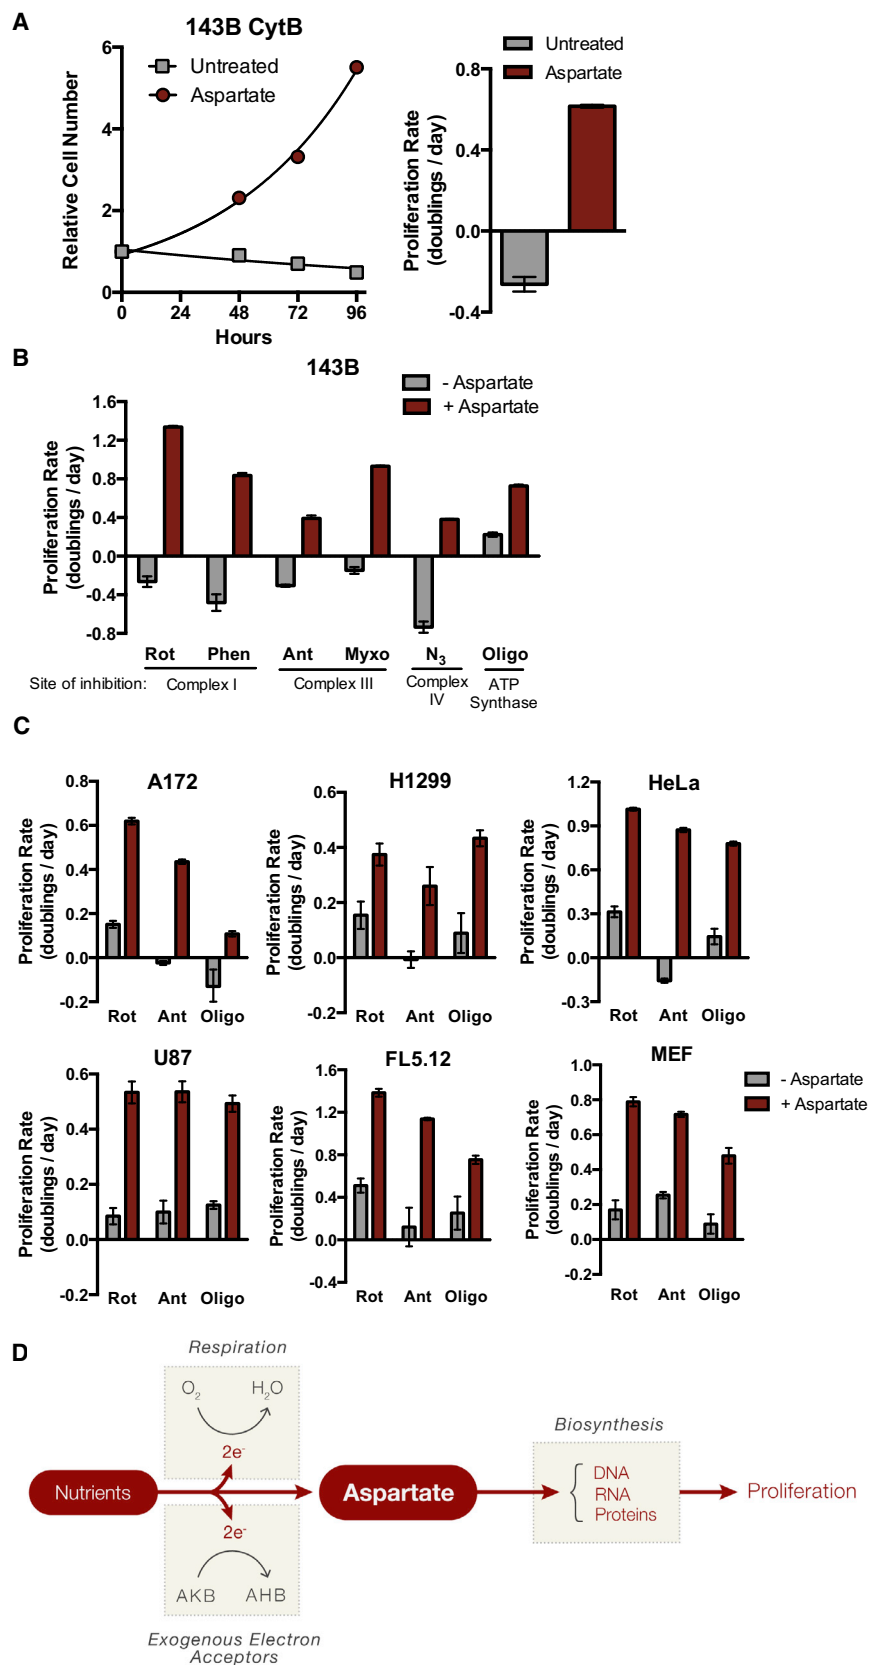 A
143B CytB
Untreated
Aspartate
Relative Cell Number
6
4
2
0
0 24 48 72 96
Hours
Untreated
Aspartate
Proliferation Rate
(doublings / day)
0.8
0.4
0.0
-0.4
B
143B
- Aspartate
+ Aspartate
Proliferation Rate
(doublings / day)
1.6
1.2
0.8
0.4
0.0
-0.4
-0.8
Rot Phen Ant Myxo N3 Oligo
Site of inhibition: Complex I Complex III Complex IV ATP Synthase
C
A172
Proliferation Rate
(doublings / day)
0.8
0.6
0.4
0.2
0.0
-0.2
Rot Ant Oligo
H1299
Proliferation Rate
(doublings / day)
0.6
0.4
0.2
0.0
-0.2
Rot Ant Oligo
HeLa
Proliferation Rate
(doublings / day)
1.2
0.9
0.6
0.3
0.0
-0.3
Rot Ant Oligo
U87
Proliferation Rate
(doublings / day)
0.6
0.4
0.2
0.0
-0.2
Rot Ant Oligo
FL5.12
Proliferation Rate
(doublings / day)
1.6
1.2
0.8
0.4
0.0
-0.4
Rot Ant Oligo
MEF
Proliferation Rate
(doublings / day)
1.0
0.8
0.6
0.4
0.2
0.0
-0.2
Rot Ant Oligo
- Aspartate
+ Aspartate
D
Respiration
O2 H2O
2e-
Nutrients
2e-
AKB AHB
Exogenous Electron
Acceptors
Aspartate
Biosynthesis
DNA
RNA
Proteins
Proliferation